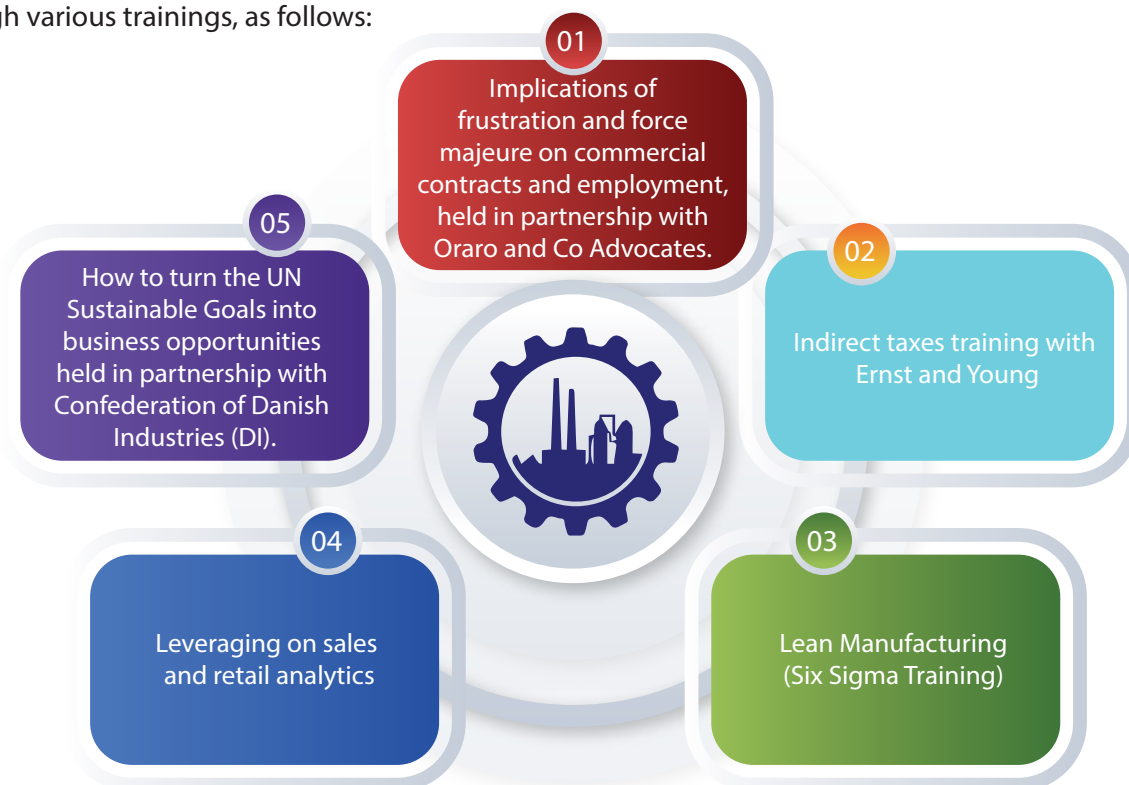 various trainings, as follows:
01
Implications of
frustration and force
majeure on commercial
contracts and employment,
held in partnership with
Oraro and Co Advocates.
02
Indirect taxes training with
Ernst and Young
03
Lean Manufacturing
(Six Sigma Training)
04
Leveraging on sales
and retail analytics
05
How to turn the UN
Sustainable Goals into
business opportunities
held in partnership with
Confederation of Danish
Industries (DI).